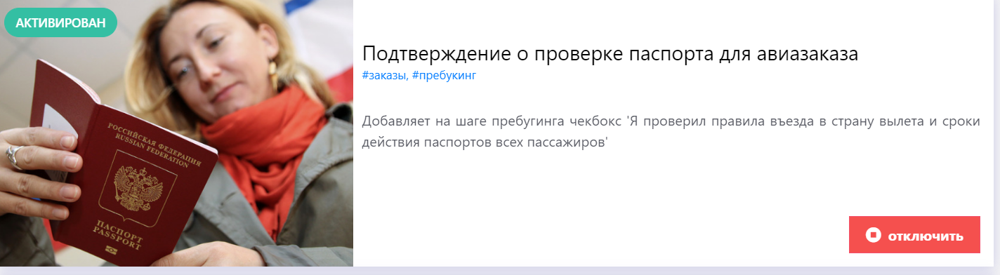 АКТИВИРОВАН
Подтверждение о проверке паспорта для авиазаказа
#заказы, #пребукинг
Добавляет на шаге пребугинга чекбокс 'Я проверил правила въезда в страну вылета и сроки
действия паспортов всех пассажиров'
РОССИЙСКАЯ ФЕДЕРАЦИЯ
RUSSIAN FEDERATION
ПАСПОРТ
PASSPORT
отключить